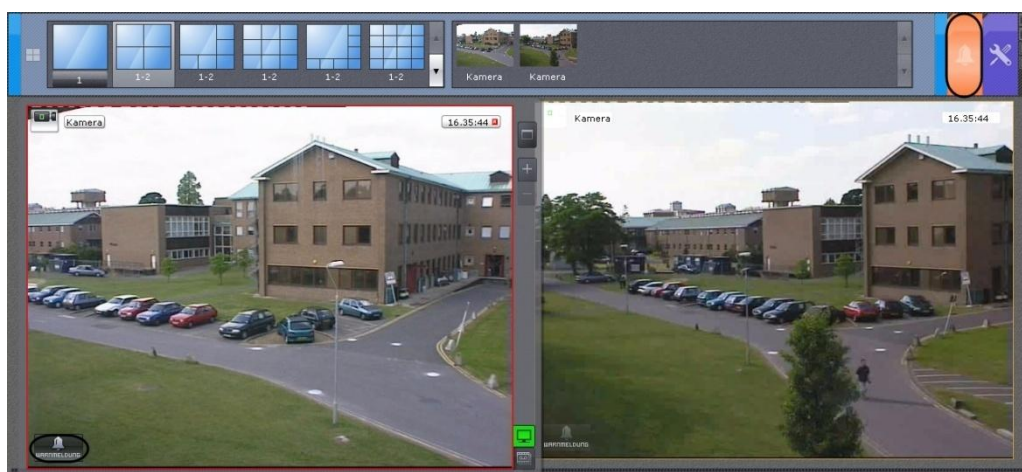 1
1-2
1-2
1-2
1-2
1-2
Kamera
Kamera
Kamera
16.35:44
Kamera
16.35:44
WARNMELDUNG
WARNMELDUNG